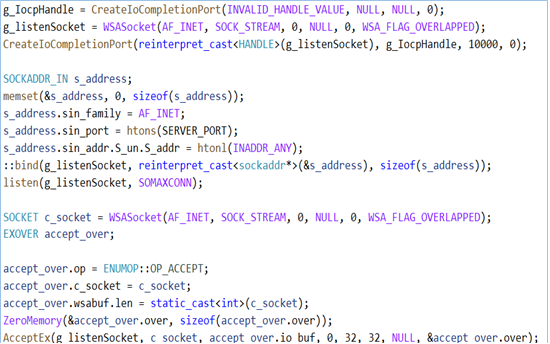 g_IocpHandle = CreateIoCompletionPort(INVALID_HANDLE_VALUE, NULL, NULL, 0);
g_listenSocket = WSASocket(AF_INET, SOCK_STREAM, 0, NULL, 0, WSA_FLAG_OVERLAPPED);
CreateIoCompletionPort(reinterpret_cast<HANDLE>(g_listenSocket), g_IocpHandle, 10000, 0);
SOCKADDR_IN s_address;
memset(&s_address, 0, sizeof(s_address));
s_address.sin_family = AF_INET;
s_address.sin_port = htons(SERVER_PORT);
s_address.sin_addr.S_un.S_addr = htonl(INADDR_ANY);
::bind(g_listenSocket, reinterpret_cast<sockaddr*>(&s_address), sizeof(s_address));
listen(g_listenSocket, SOMAXCONN);
SOCKET c_socket = WSASocket(AF_INET, SOCK_STREAM, 0, NULL, 0, WSA_FLAG_OVERLAPPED);
EXOVER accept_over;
accept_over.op = ENUMOP::OP_ACCEPT;
accept_over.c_socket = c_socket;
accept_over.wsabuf.len = static_cast<int>(c_socket);
ZeroMemory(&accept_over.over, sizeof(accept_over.over));
AcceptEx(g_listenSocket, c_socket, accept_over.io_buf, 0, 32, 32, NULL, &accept_over.over);